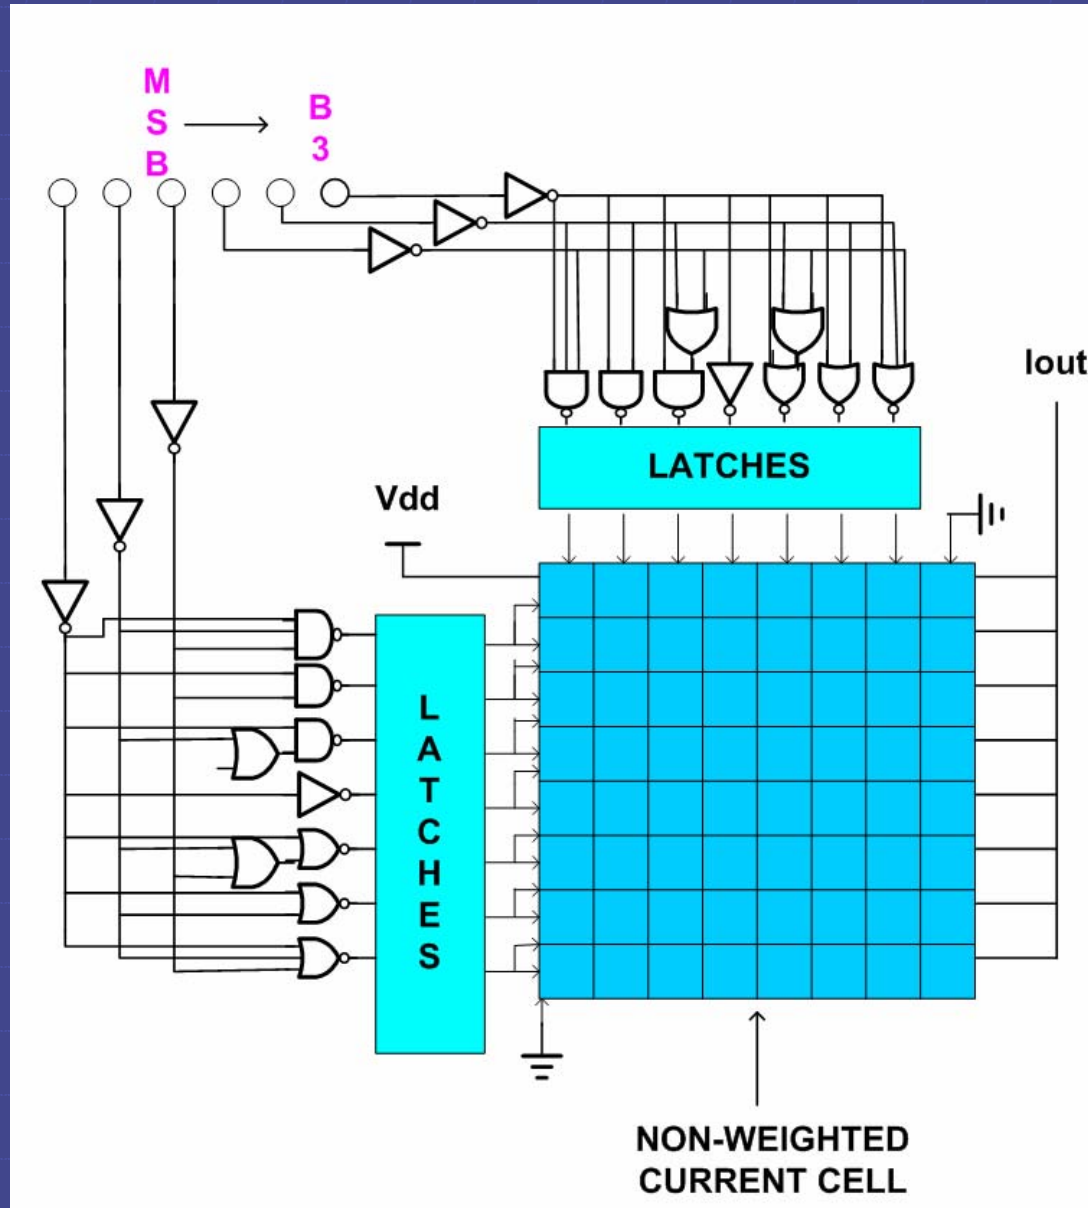 M
S
B
B
3
Iout
LATCHES
Vdd
L
A
T
C
H
E
S
NON-WEIGHTED
CURRENT CELL